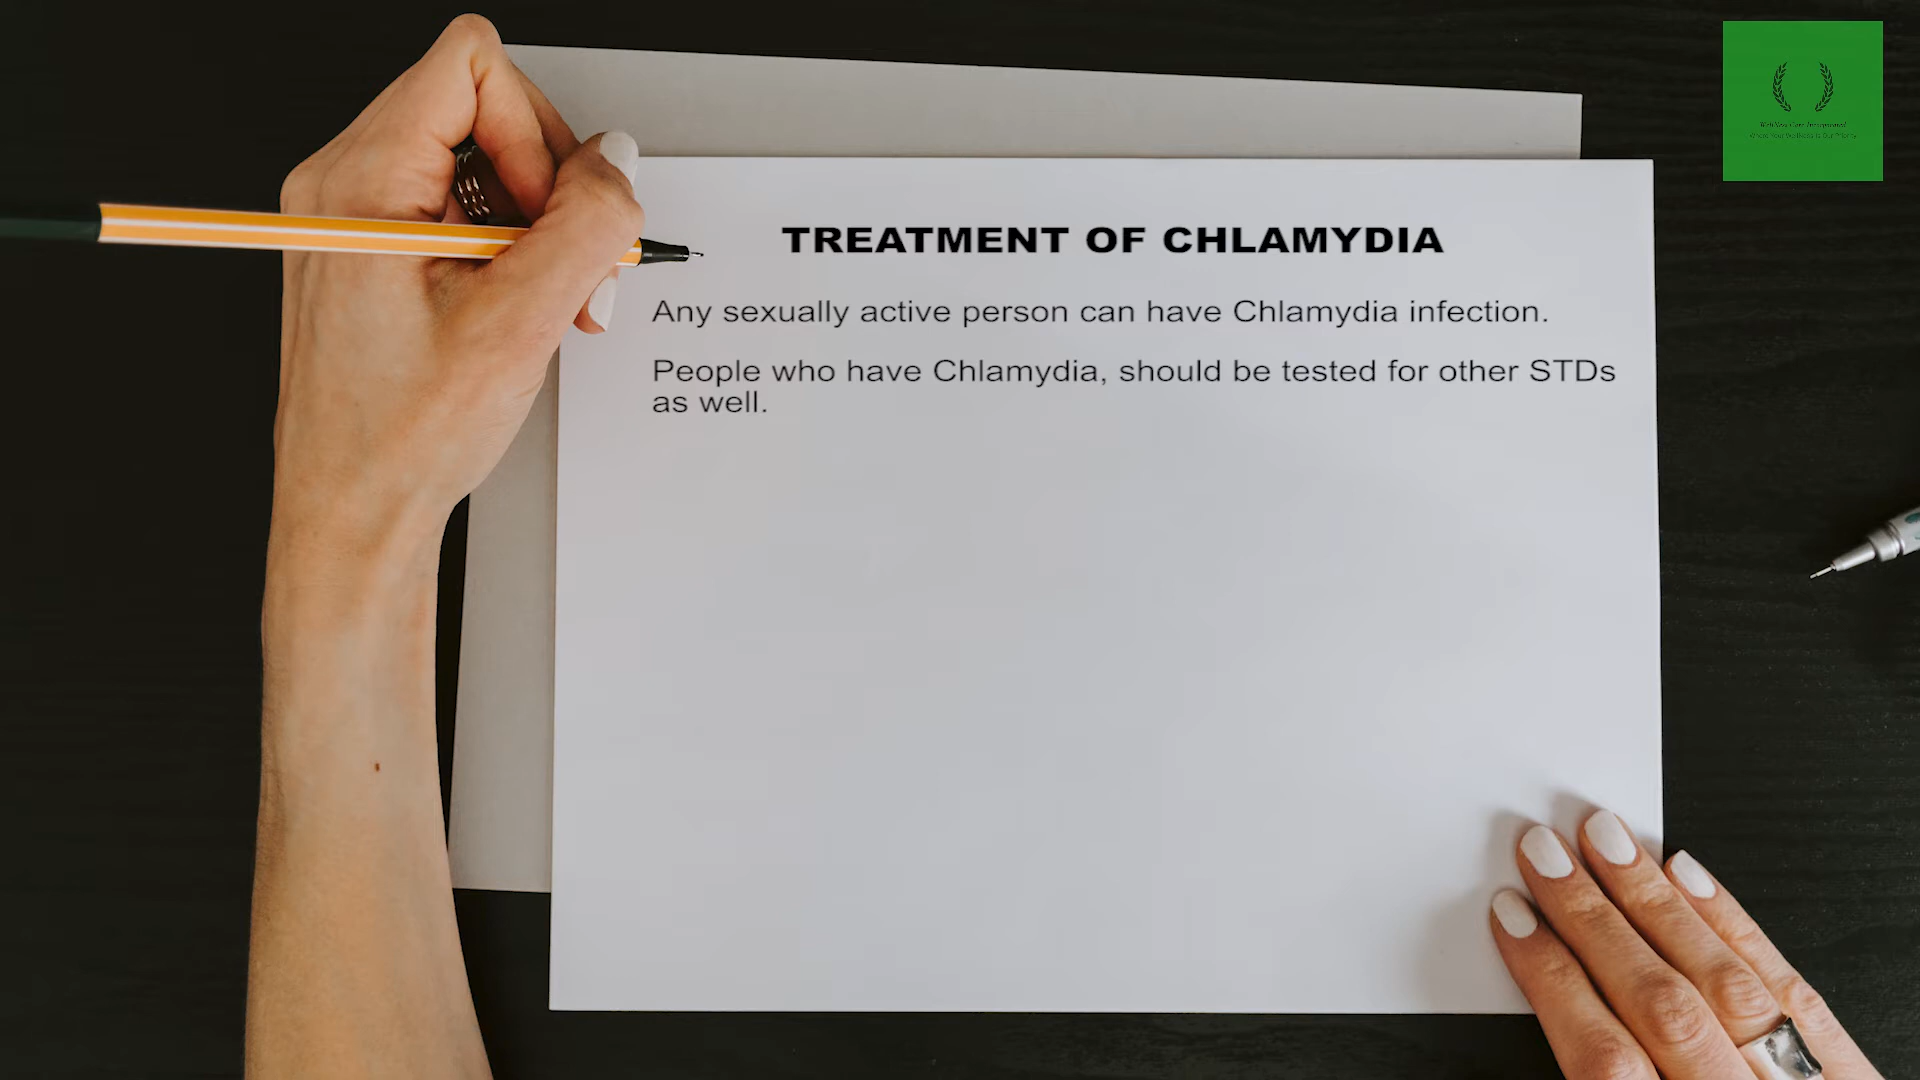 TREATMENT OF CHLAMYDIA
Any sexually active person can have Chlamydia infection.
People who have Chlamydia, should be tested for other STDs
as well.